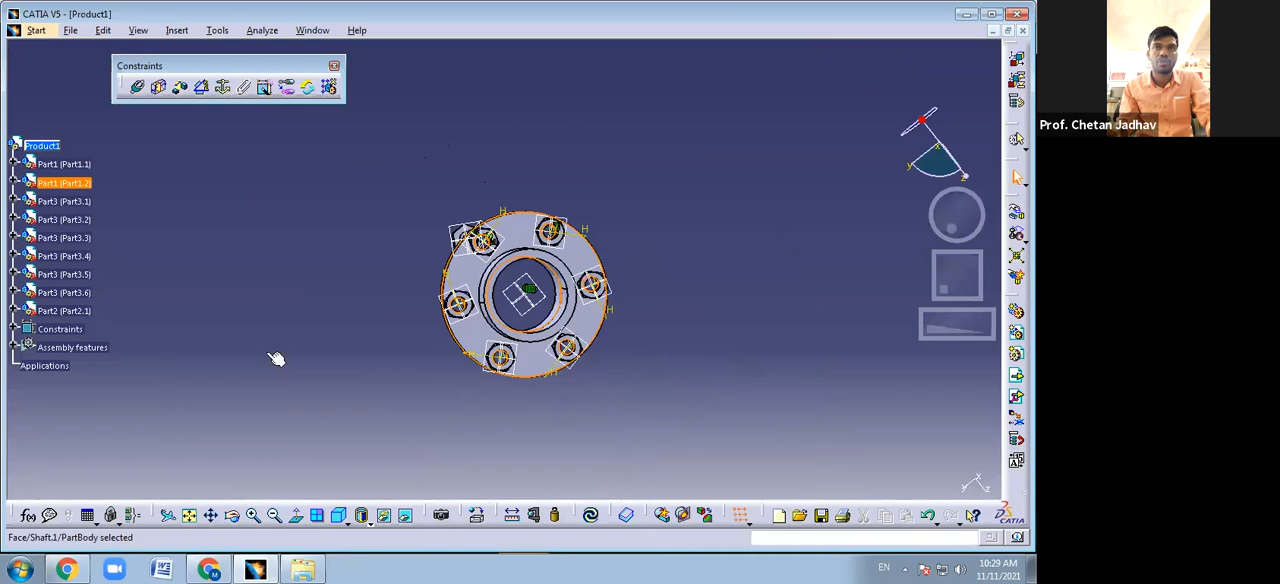 CATIA V5 - [Product1]
Start File Edit View Insert Tools Analyze Window Help
Constraints
Prof. Chetan Jadhav
Product1
Part1 (Part1.1)
Part1 (Part1.2)
Part3 (Part3.1)
Part3 (Part3.2)
Part3 (Part3.3)
Part3 (Part3.4)
Part3 (Part3.5)
Part3 (Part3.6)
Part2 (Part2.1)
Constraints
Assembly features
Applications
x
y
z
H
H
H
H
x
y
z
f(x)
CATIA
Face/Shaft.1/PartBody selected
EN
10:29 AM
11/11/2021